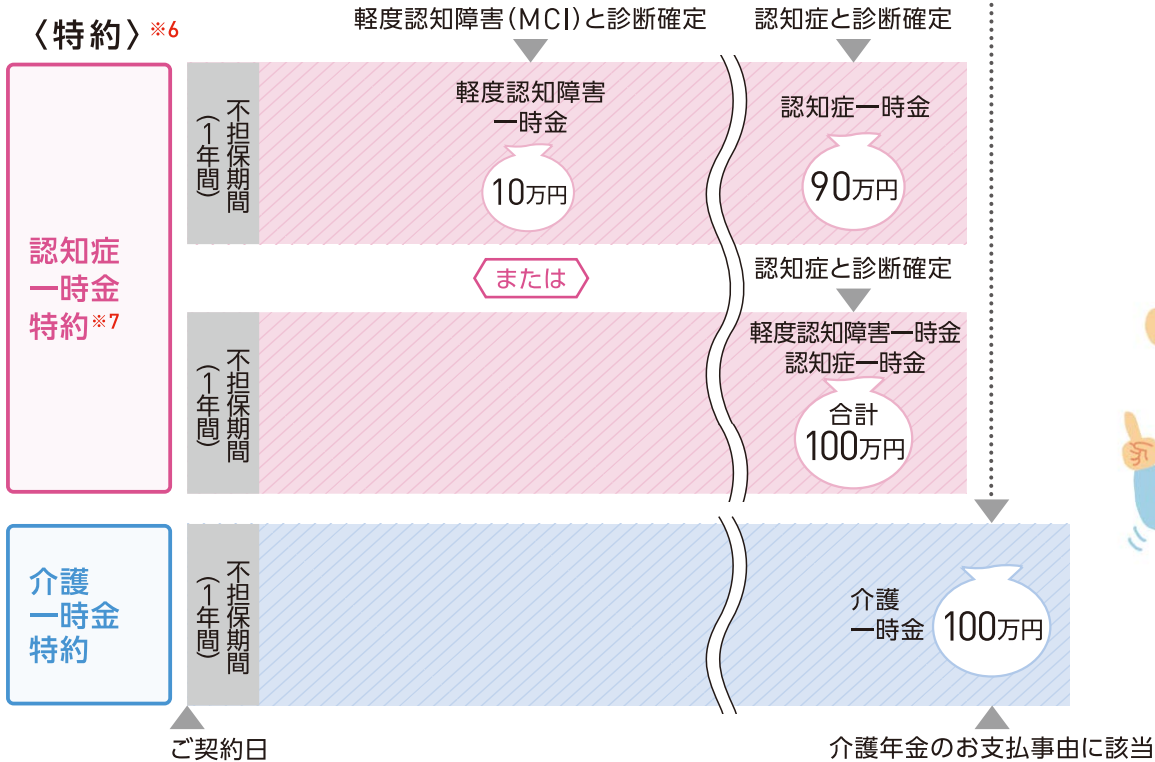 〈特約〉※6
軽度認知障害(MCI)と診断確定
認知症と診断確定
認知症
一時金
特約※7
不担保期間
(1年間)
軽度認知障害
一時金
10万円
認知症一時金
90万円
または
認知症と診断確定
不担保期間
(1年間)
軽度認知障害一時金
認知症一時金
合計
100万円
介護
一時金
特約
不担保期間
(1年間)
介護
一時金
100万円
ご契約日
介護年金のお支払事由に該当